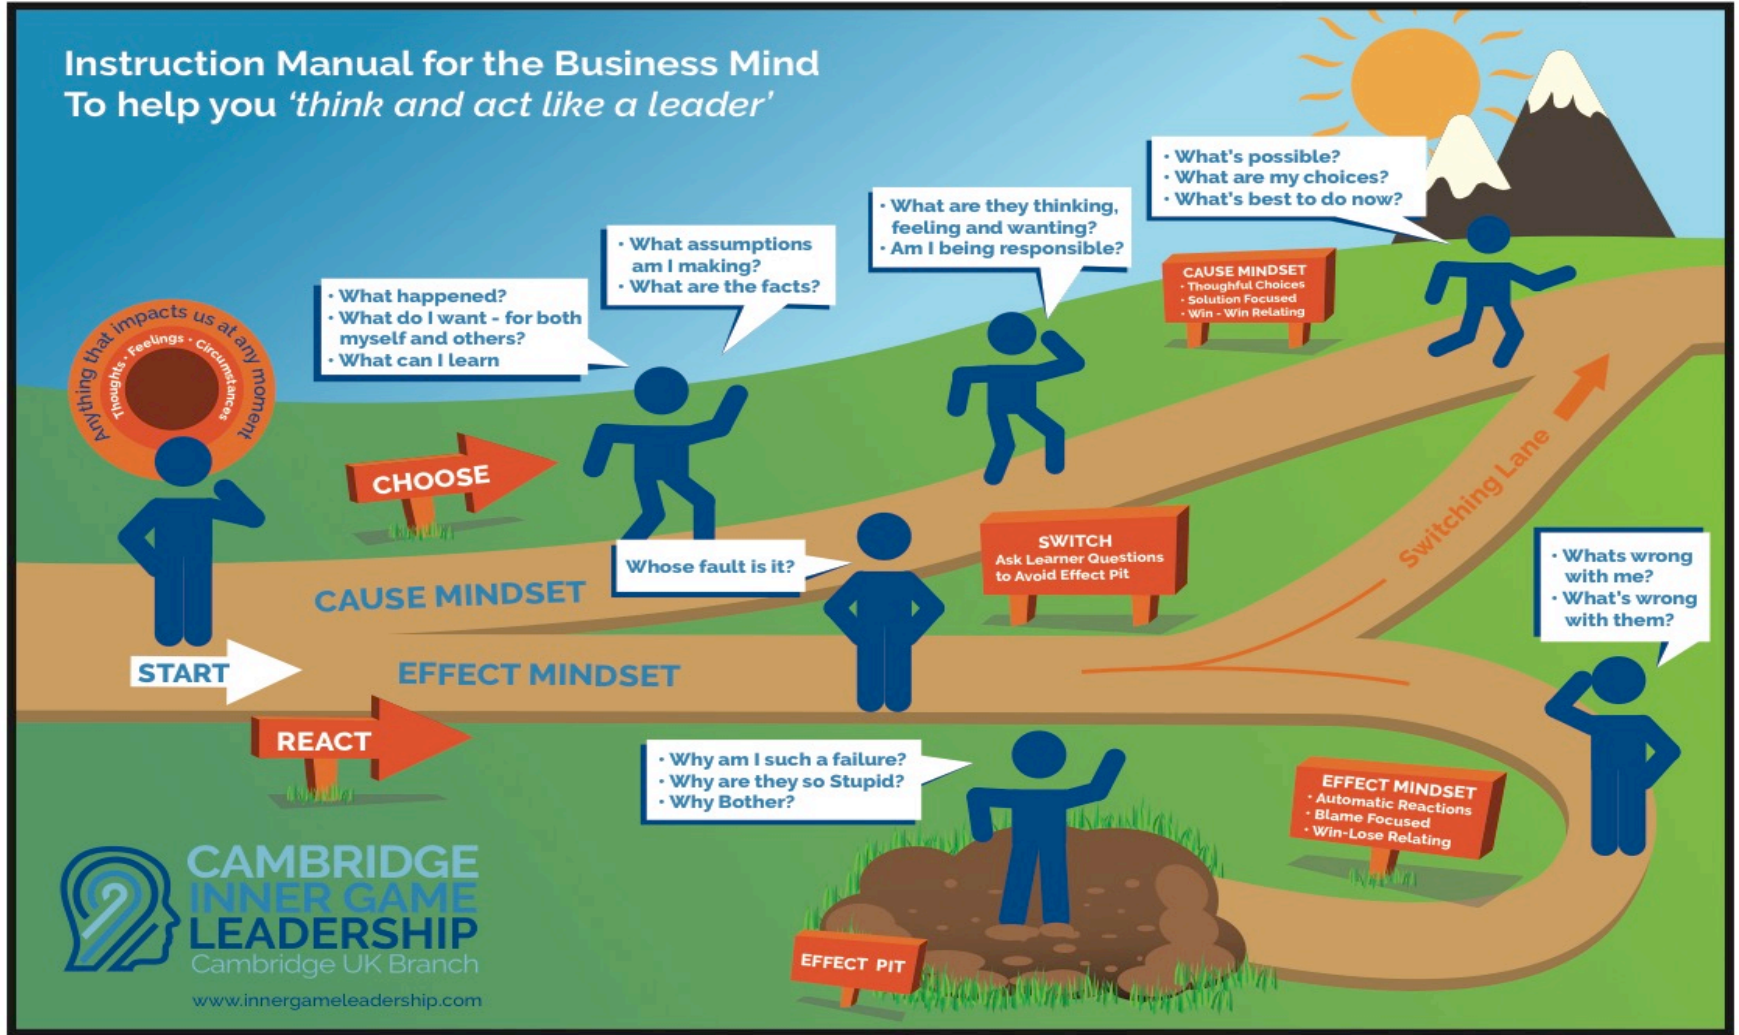 Instruction Manual for the Business Mind
To help you 'think and act like a leader'
Anything that impacts us at any moment
Thoughts • Feelings • Circumstances
CHOOSE
• What happened?
• What do I want - for both
myself and others?
• What can I learn
• What assumptions
am I making?
• What are the facts?
• What are they thinking,
feeling and wanting?
• Am I being responsible?
• What's possible?
• What are my choices?
• What's best to do now?
CAUSE MINDSET
• Thoughtful Choices
• Solution Focused
• Win - Win Relating
CAUSE MINDSET
Whose fault is it?
SWITCH
Ask Learner Questions
to Avoid Effect Pit
Switching Lane
START
EFFECT MINDSET
REACT
• Whats wrong
with me?
• What's wrong
with them?
• Why am I such a failure?
• Why are they so Stupid?
• Why Bother?
EFFECT MINDSET
• Automatic Reactions
• Blame Focused
• Win-Lose Relating
EFFECT PIT
CAMBRIDGE
INNER GAME
LEADERSHIP
Cambridge UK Branch
www.innergameleadership.com